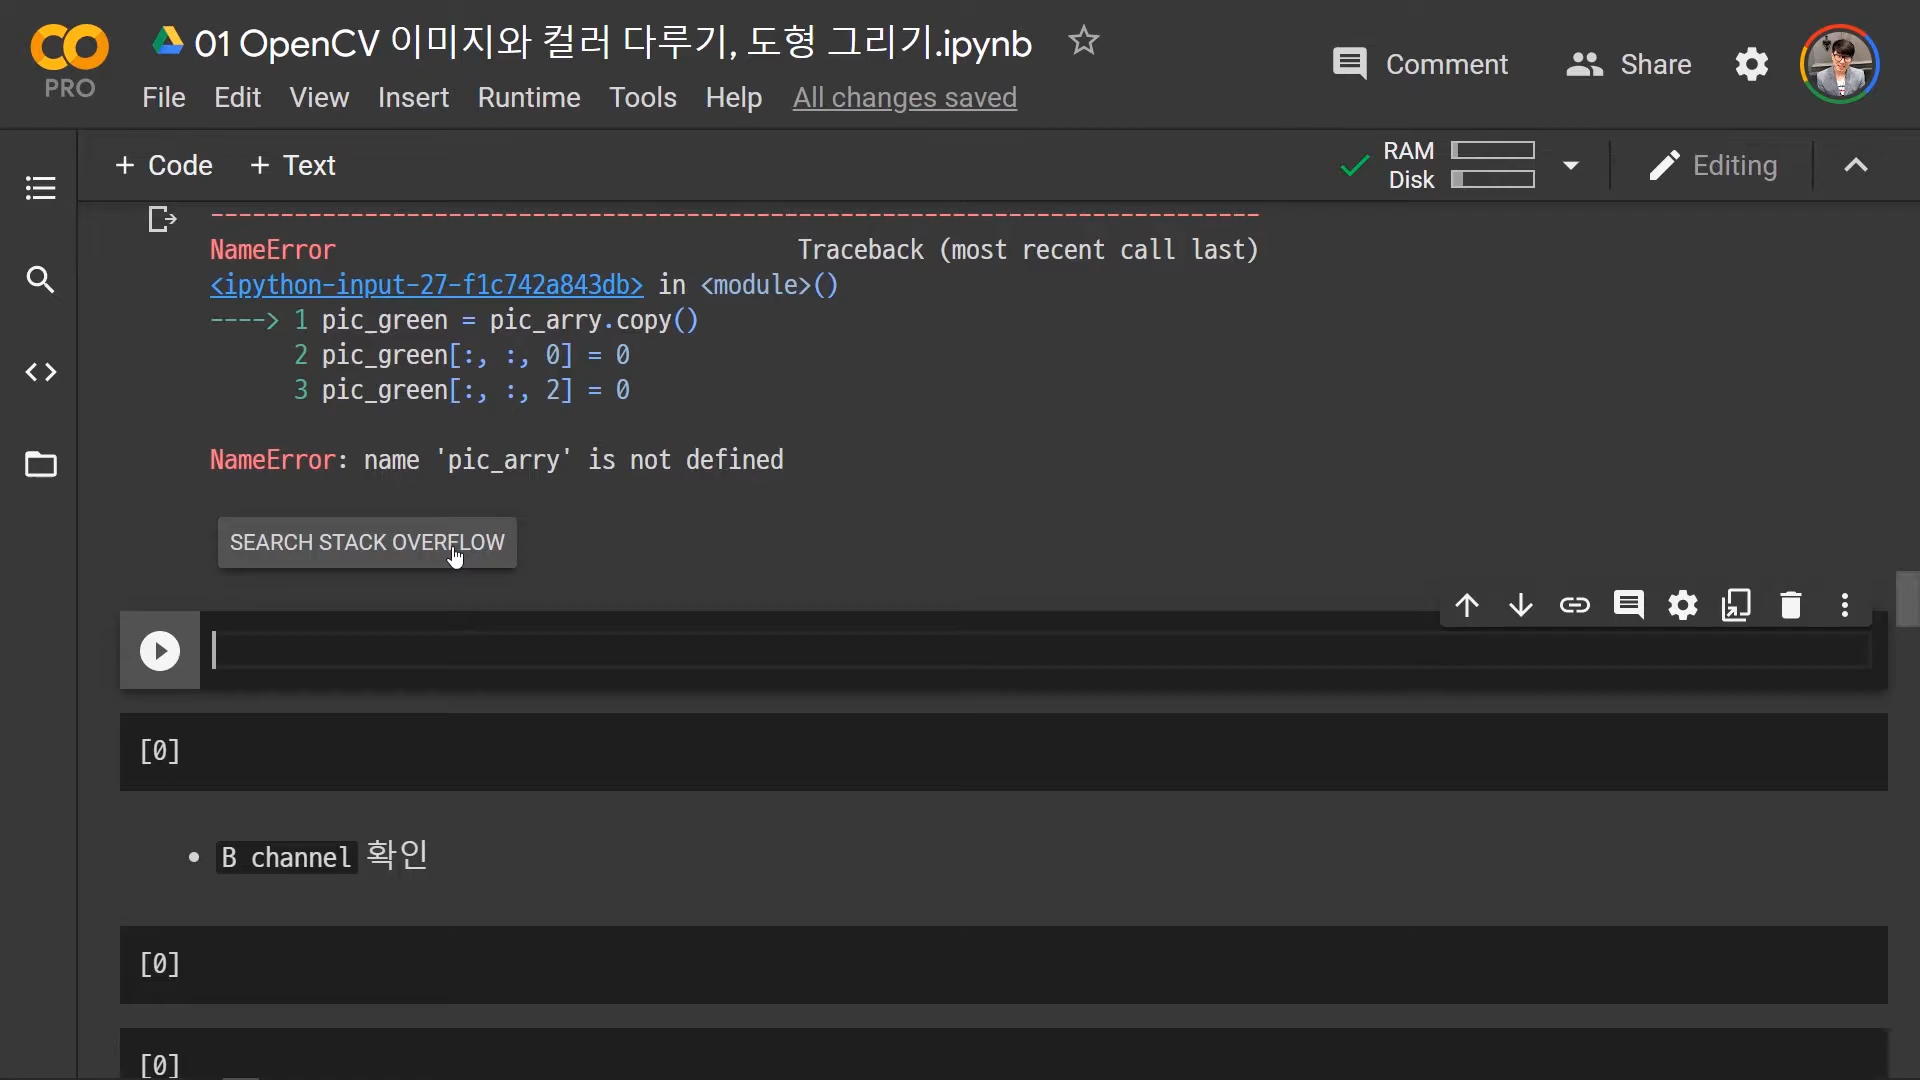 01 OpenCV 이미지와 컬러 다루기, 도형 그리기.ipynb
PRO
File Edit View Insert Runtime Tools Help All changes saved
Comment
Share
+ Code + Text
RAM
Disk
Editing
---------------------------------------------------------------------------
NameError Traceback (most recent call last)
<ipython-input-27-f1c742a843db> in <module>()
----> 1 pic_green = pic_arry.copy()
2 pic_green[:, :, 0] = 0
3 pic_green[:, :, 2] = 0
NameError: name 'pic_arry' is not defined
SEARCH STACK OVERFLOW
[0]
• B channel 확인
[0]
[0]